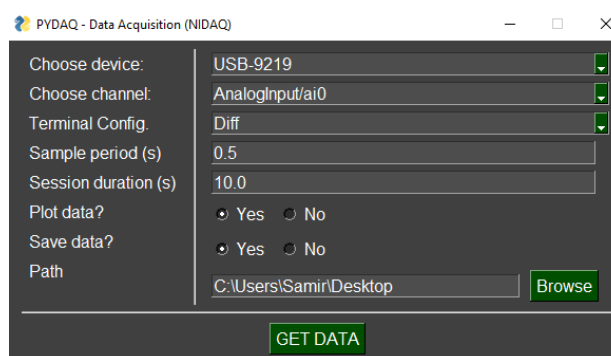 PYDAQ - Data Acquisition (NIDAQ)
Choose device: USB-9219
Choose channel: AnalogInput/ai0
Terminal Config. Diff
Sample period (s) 0.5
Session duration (s) 10.0
Plot data? Yes No
Save data? Yes No
Path C:\Users\Samir\Desktop Browse
GET DATA